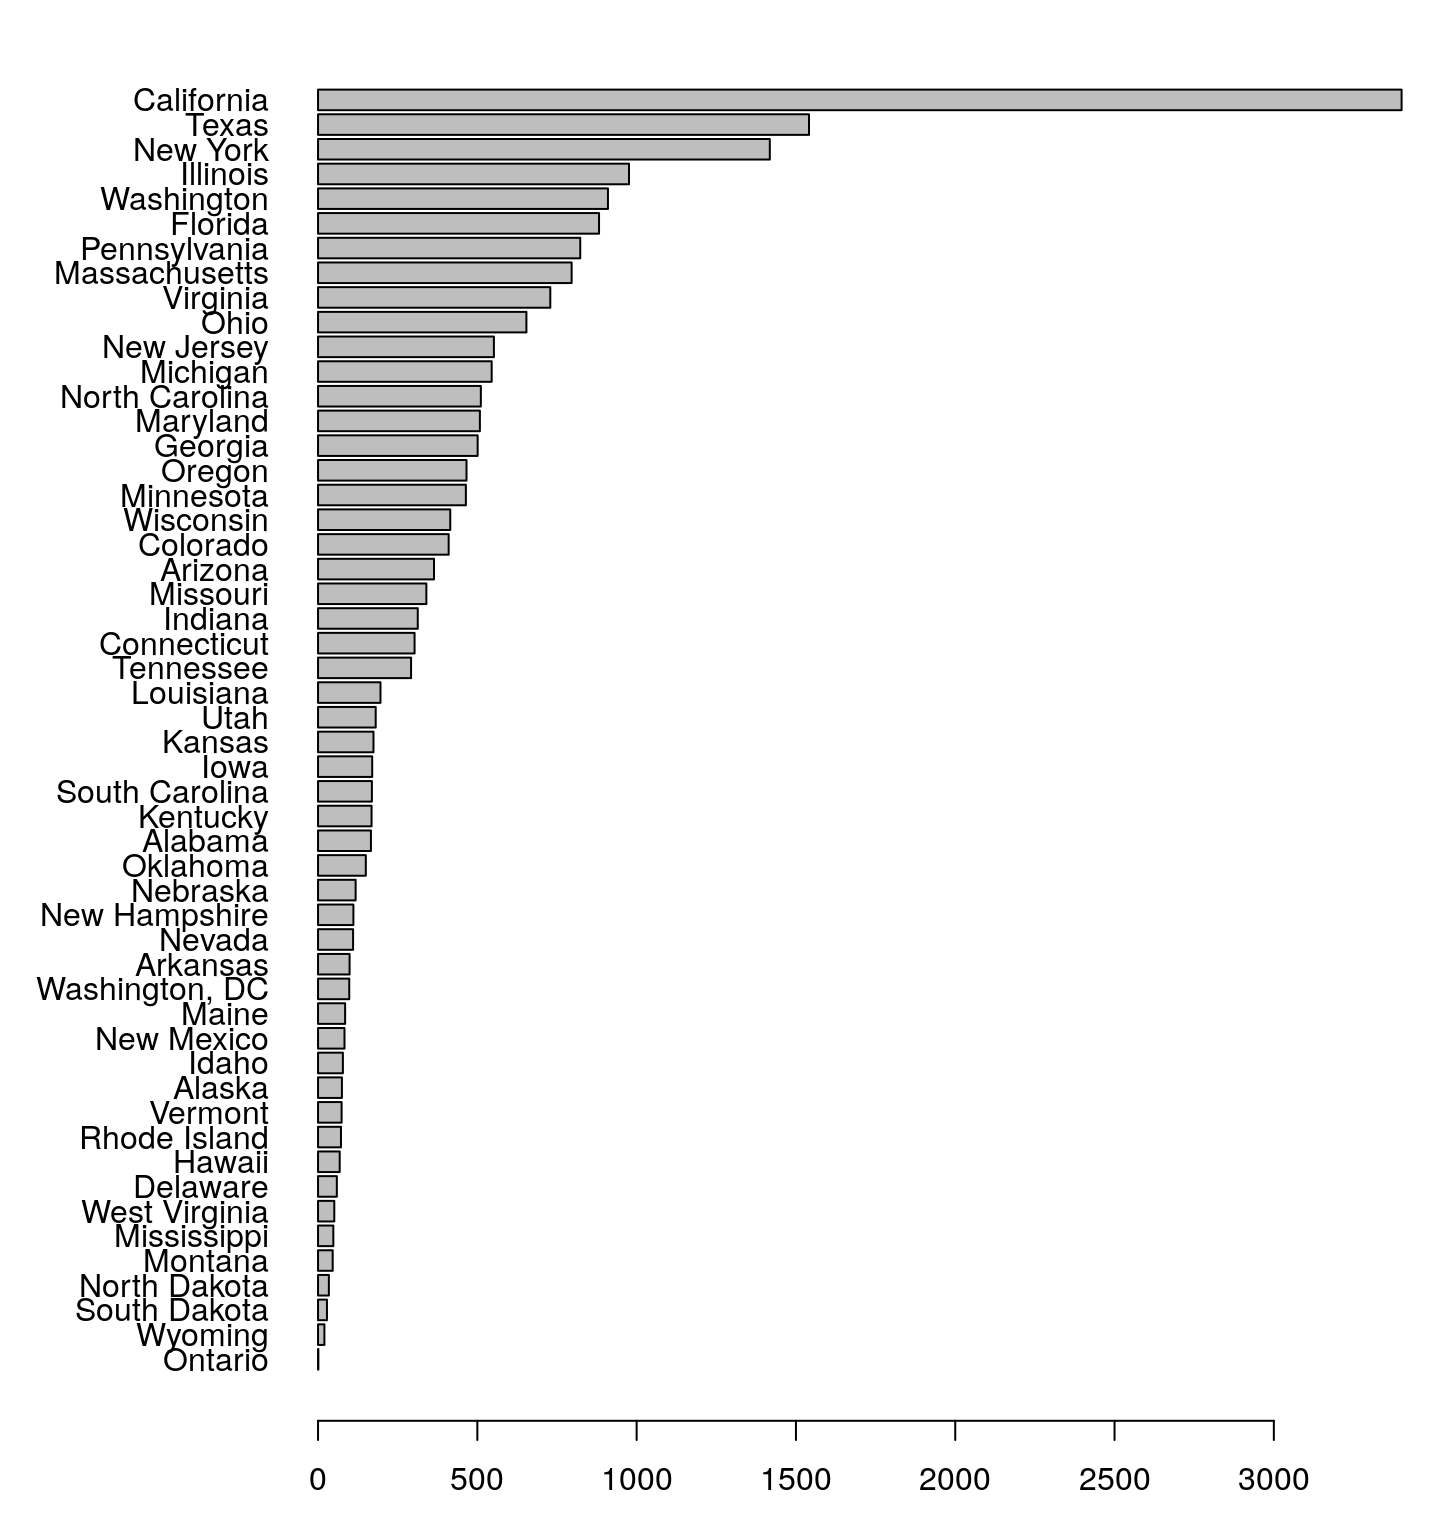 California
Texas
New York
Illinois
Washington
Florida
Pennsylvania
Massachusetts
Virginia
Ohio
New Jersey
Michigan
North Carolina
Maryland
Georgia
Oregon
Minnesota
Wisconsin
Colorado
Arizona
Missouri
Indiana
Connecticut
Tennessee
Louisiana
Utah
Kansas
Iowa
South Carolina
Kentucky
Alabama
Oklahoma
Nebraska
New Hampshire
Nevada
Arkansas
Washington, DC
Maine
New Mexico
Idaho
Alaska
Vermont
Rhode Island
Hawaii
Delaware
West Virginia
Mississippi
Montana
North Dakota
South Dakota
Wyoming
Ontario
0 500 1000 1500 2000 2500 3000